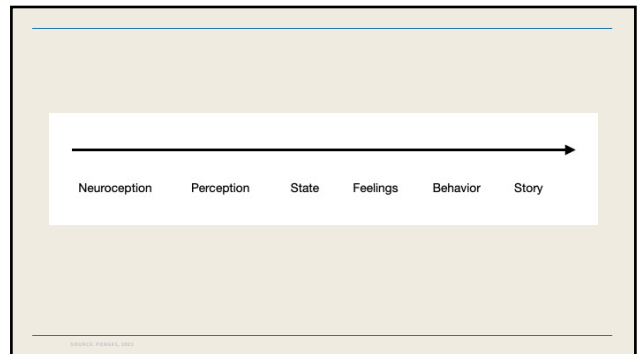 Neuroception Perception State Feelings Behavior Story
SOURCE: PORGES, 2021